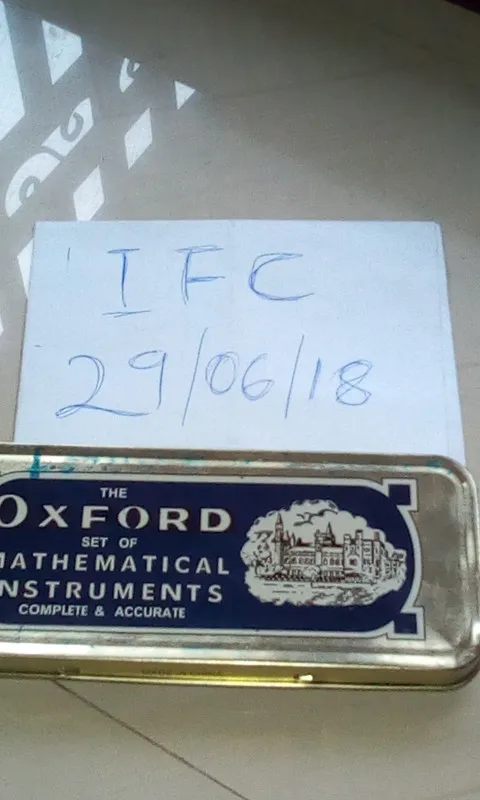 IFC
29/06/18
THE
OXFORD
SET OF
MATHEMATICAL
INSTRUMENTS
COMPLETE & ACCURATE